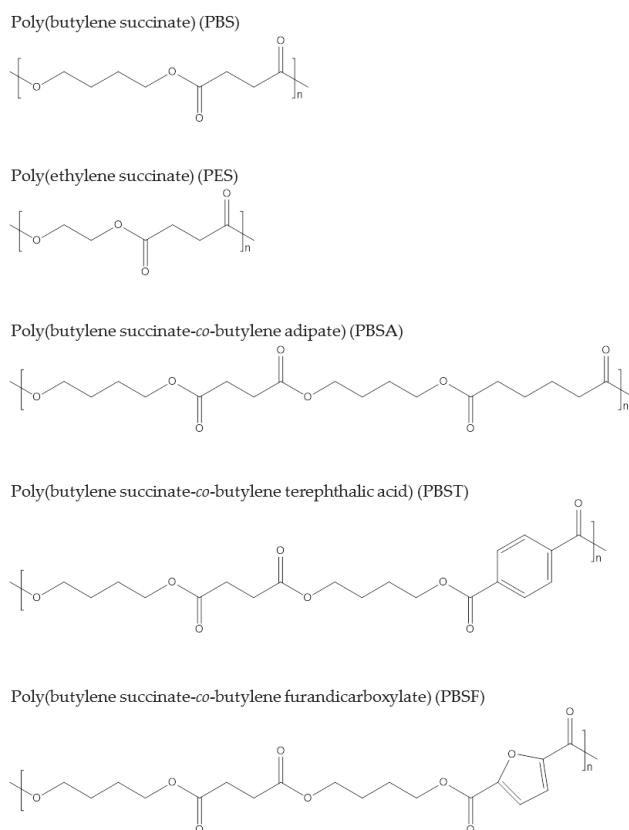 Poly(butylene succinate) (PBS)
O
O
O
O
n
Poly(ethylene succinate) (PES)
O
O
O
O
n
Poly(butylene succinate-co-butylene adipate) (PBSA)
O
O
O
O
O
O
O
O
n
Poly(butylene succinate-co-butylene terephthalic acid) (PBST)
O
O
O
O
O
O
O
O
n
Poly(butylene succinate-co-butylene furandicarboxylate) (PBSF)
O
O
O
O
O
O
O
O
O
n